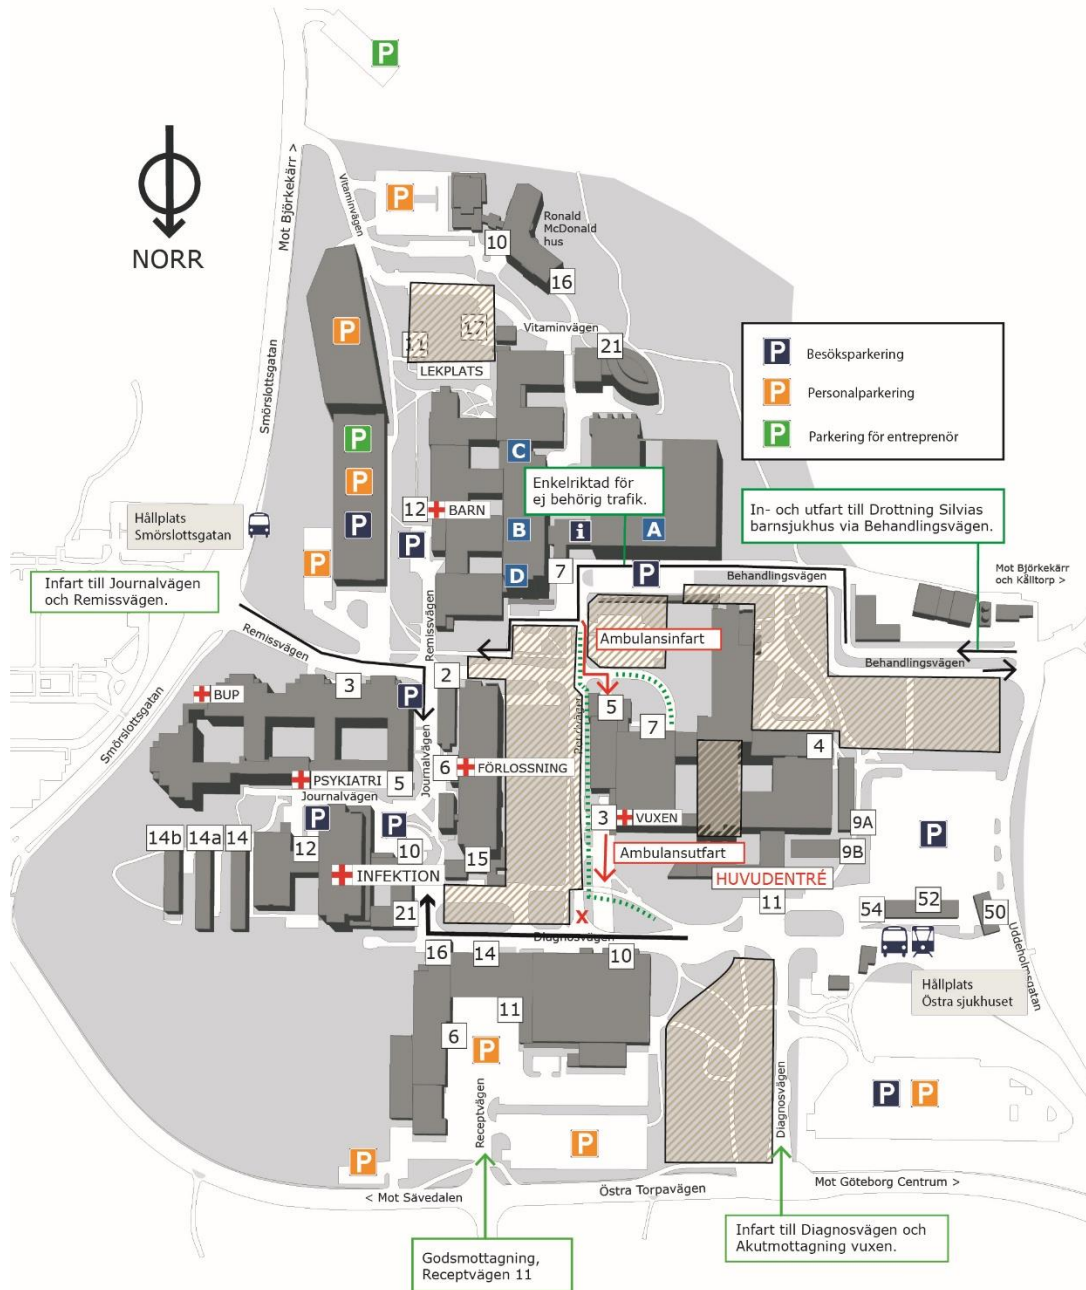 P
Mot Björkekärr >
Vitaminvägen
NORR
P
10
Ronald
McDonald
hus
16
Vitaminvägen
21
11
17
LEKPLATS
P
P
Besöksparkering
P
Personalparkering
P
Parkering för entreprenör
Smörslottsgatan
P
P
P
C
Enkelriktad för
ej behörig trafik.
In- och utfart till Drottning Silvias
barnsjukhus via Behandlingsvägen.
12
BARN
B
i
A
Hållplats
Smörslottsgatan
P
P
D
7
P
Behandlingsvägen
Mot Björkekärr
och Kålltorp >
Infart till Journalvägen
och Remissvägen.
Remissvägen
Remissvägen
Ambulansinfart
Behandlingsvägen
BUP
3
P
2
5
7
4
Smörslottsgatan
Journalvägen
6
FÖRLOSSNING
PSYKIATRI
5
Journalvägen
P
P
3
VUXEN
9A
9B
P
14b
14a
14
12
10
15
Ambulansutfart
INFEKTION
HUVUDENTRÉ
11
21
54
52
50
x
Diagnosvägen
Uddeholmsgatan
16
14
10
Hållplats
Östra sjukhuset
11
6
P
Receptvägen
Diagnosvägen
P
P
P
P
< Mot Sävedalen
Östra Torpavägen
Mot Göteborg Centrum >
Godsmottagning,
Receptvägen 11
Infart till Diagnosvägen och
Akutmottagning vuxen.